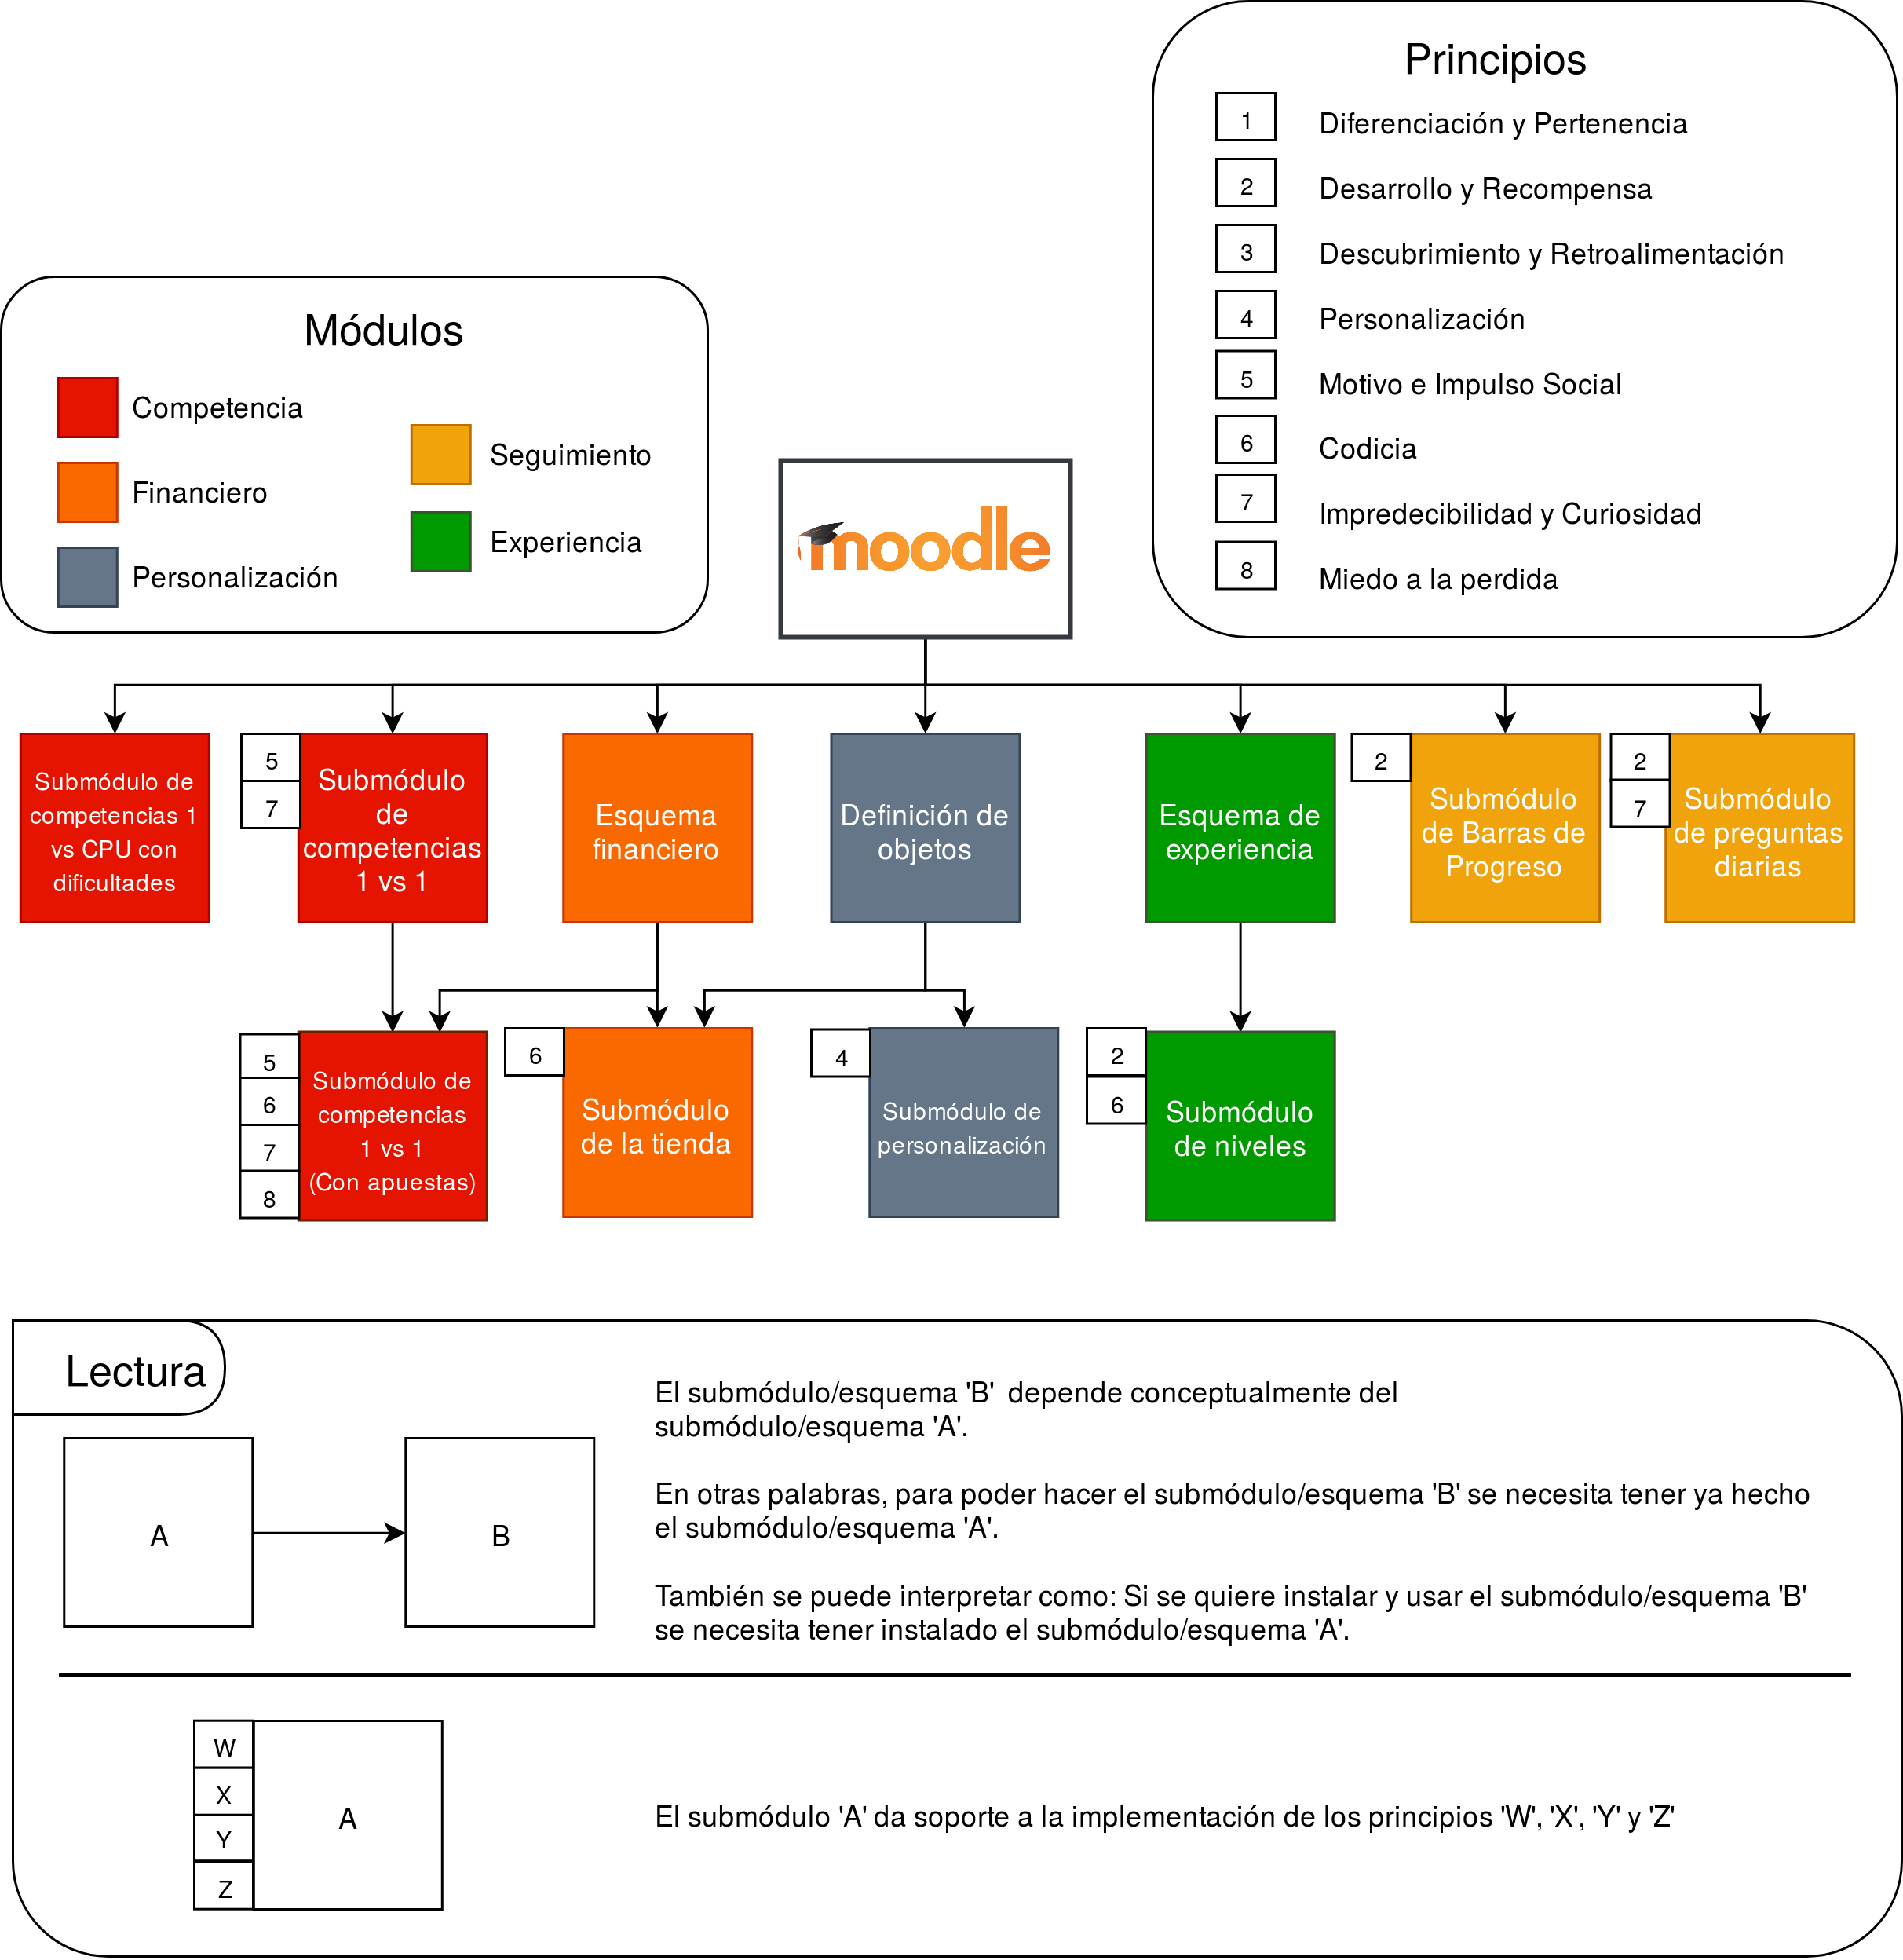 Principios
1
Diferenciación y Pertenencia
2
Desarrollo y Recompensa
3
Descubrimiento y Retroalimentación
4
Personalización
5
Motivo e Impulso Social
6
Codicia
7
Impredecibilidad y Curiosidad
8
Miedo a la perdida
Módulos
Competencia
Financiero
Personalización
Seguimiento
Experiencia
moodle
Submódulo de
competencias 1
vs CPU con
dificultades
5
7
Submódulo
de
competencias
1 vs 1
Esquema
financiero
Definición de
objetos
Esquema de
experiencia
2
Submódulo
de Barras de
Progreso
2
7
Submódulo
de preguntas
diarias
5
6
7
8
Submódulo de
competencias
1 vs 1
(Con apuestas)
6
Submódulo
de la tienda
4
Submódulo de
personalización
2
6
Submódulo
de niveles
Lectura
A
B
El submódulo/esquema 'B' depende conceptualmente del
submódulo/esquema 'A'.
En otras palabras, para poder hacer el submódulo/esquema 'B' se necesita tener ya hecho
el submódulo/esquema 'A'.
También se puede interpretar como: Si se quiere instalar y usar el submódulo/esquema 'B'
se necesita tener instalado el submódulo/esquema 'A'.
W
X
Y
Z
A
El submódulo 'A' da soporte a la implementación de los principios 'W', 'X', 'Y' y 'Z'